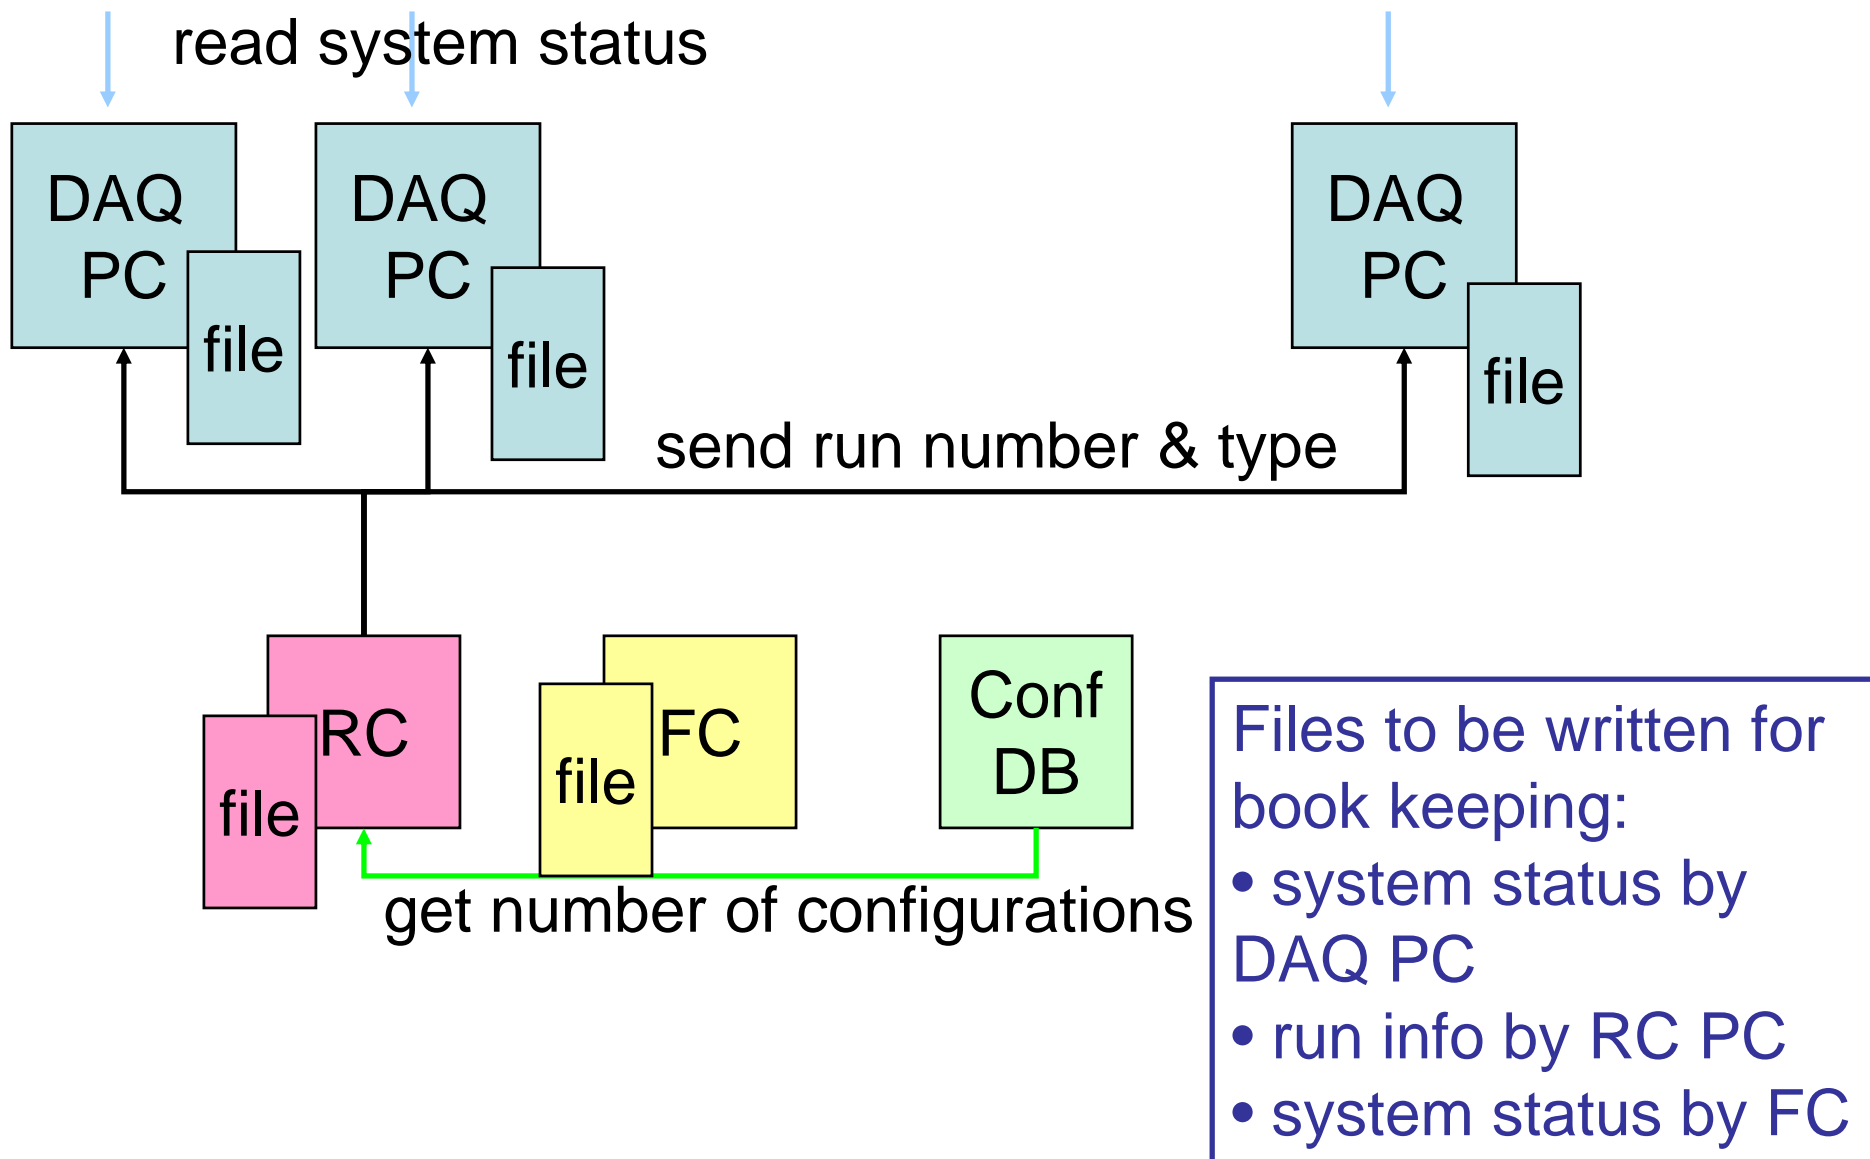 read system status
DAQ
PC
file
DAQ
PC
file
DAQ
PC
file
send run number & type
RC
file
FC
file
Conf
DB
get number of configurations
Files to be written for
book keeping:
• system status by
DAQ PC
• run info by RC PC
• system status by FC